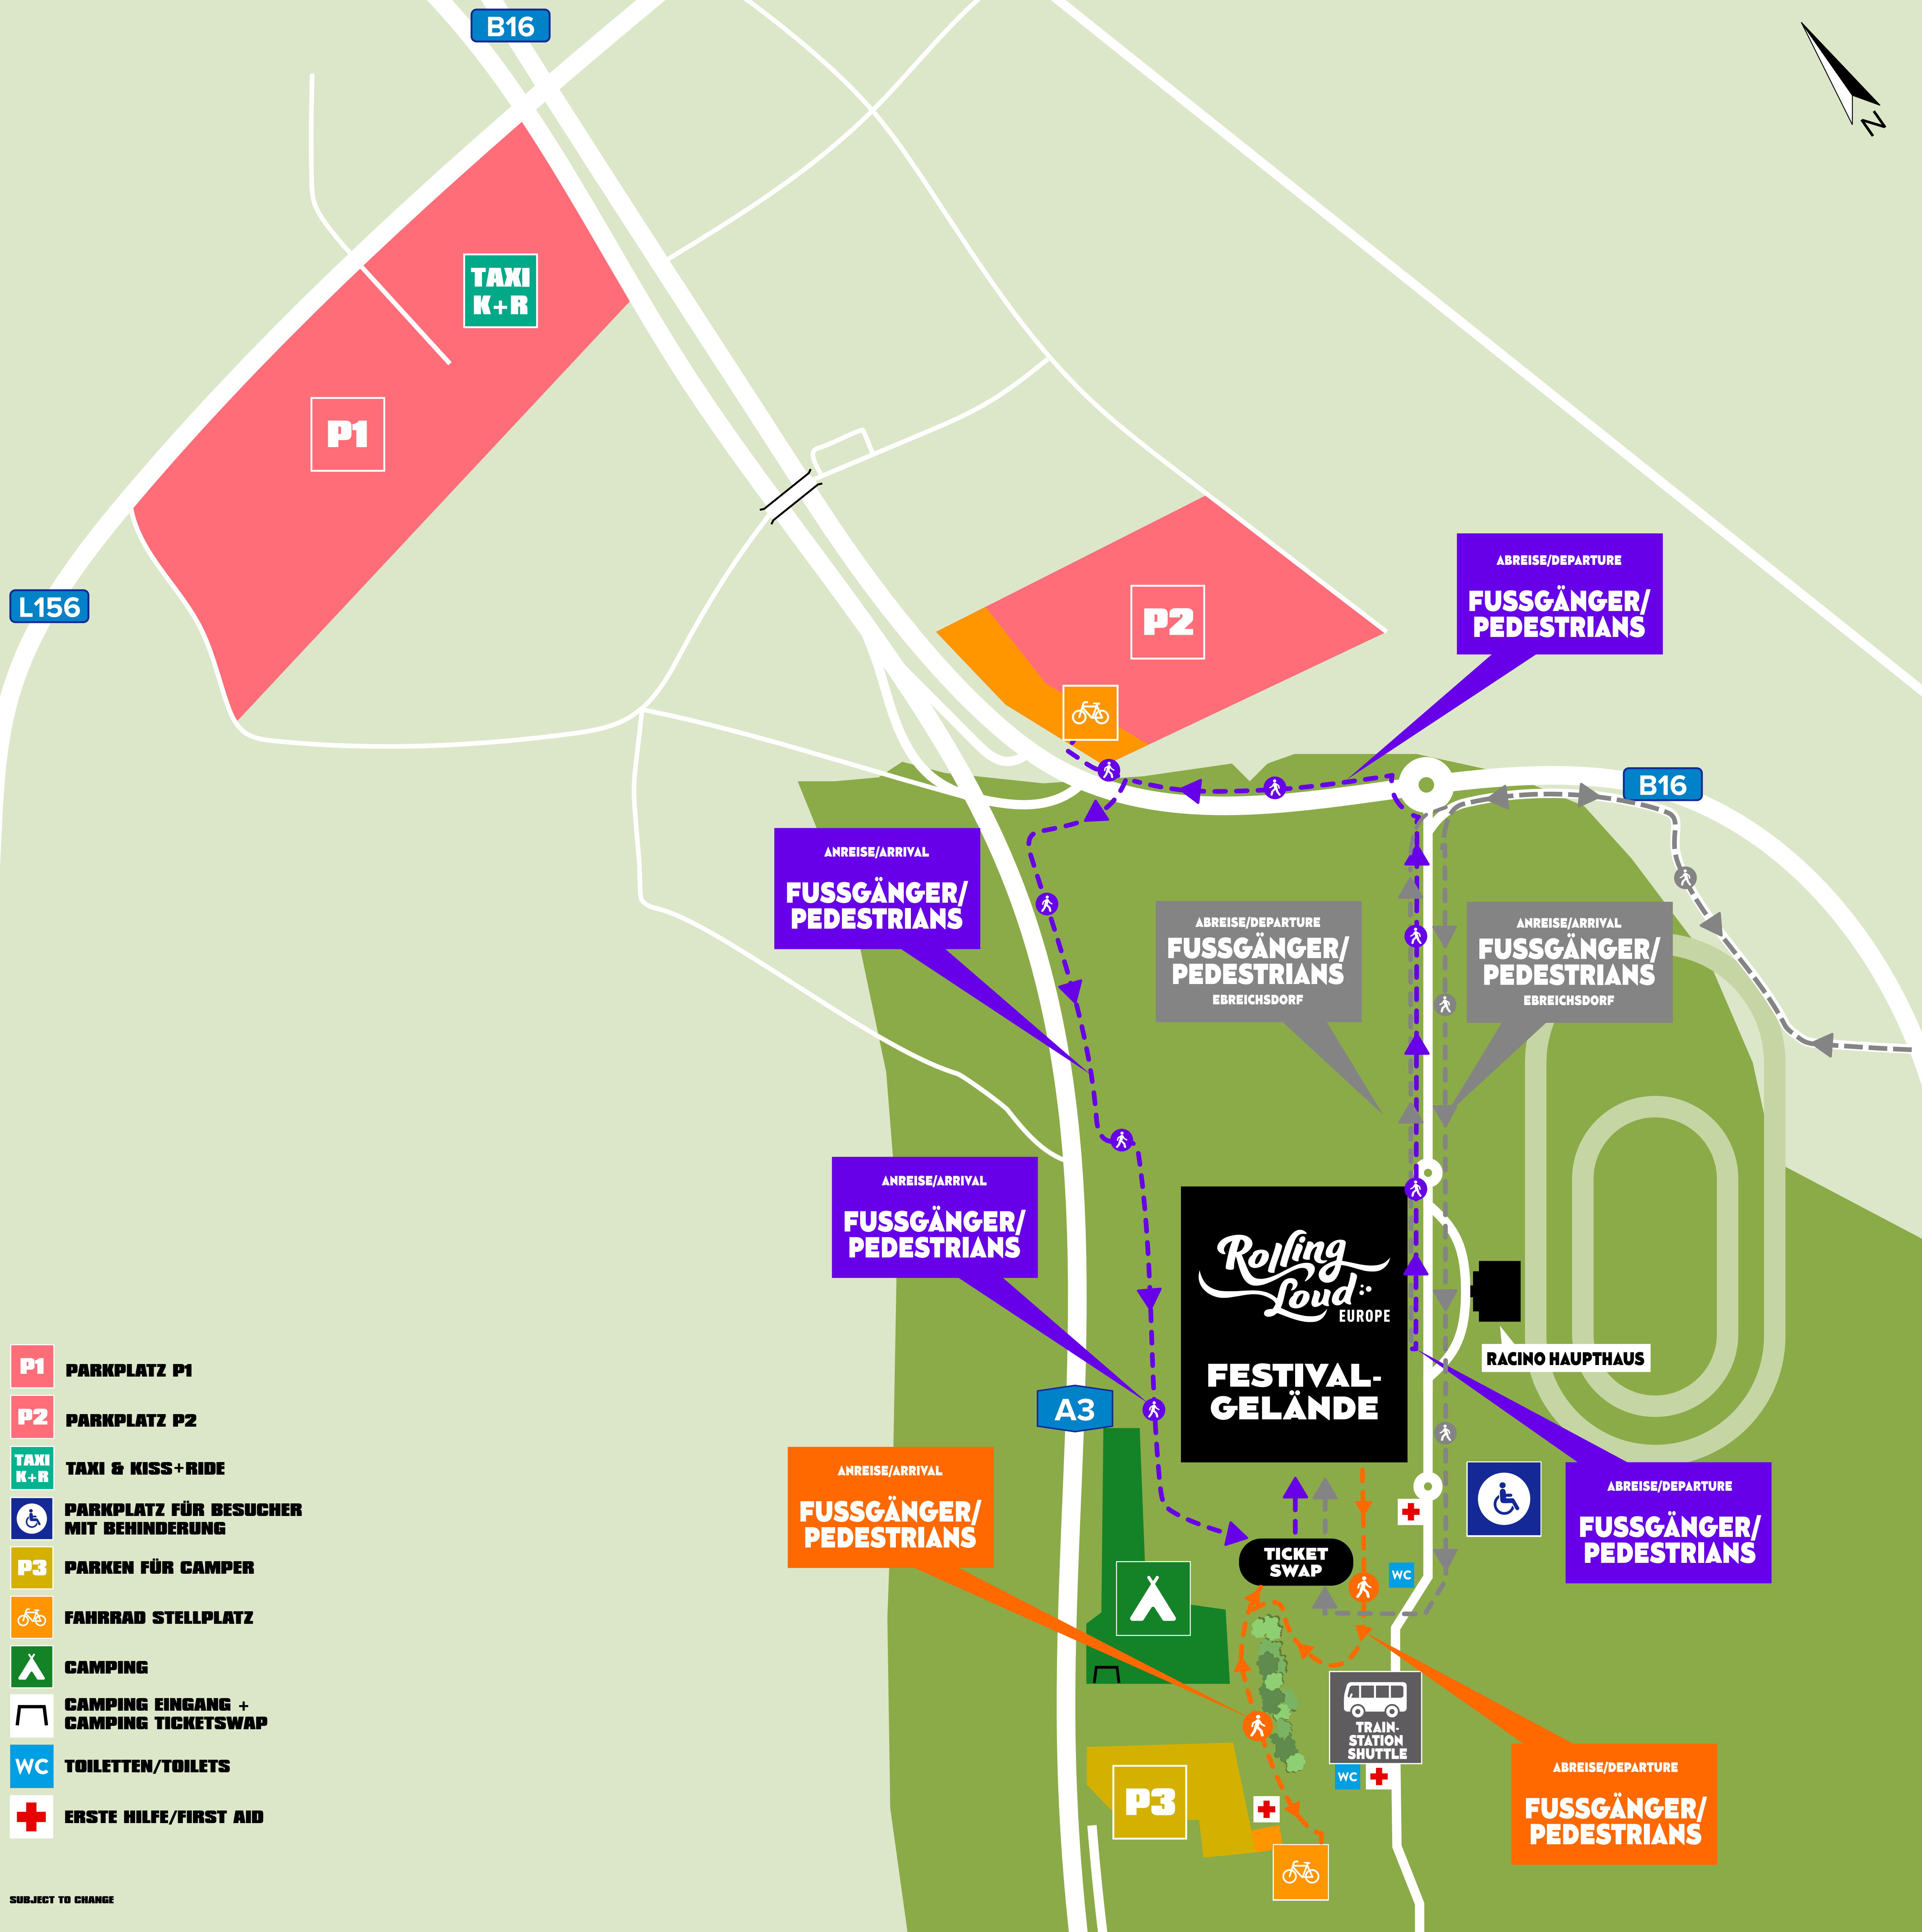 B16
N
TAXI
K+R
P1
L156
P2
ABREISE/DEPARTURE
FUSSGÄNGER/
PEDESTRIANS
B16
ANREISE/ARRIVAL
FUSSGÄNGER/
PEDESTRIANS
ABREISE/DEPARTURE
FUSSGÄNGER/
PEDESTRIANS
EBREICHSDORF
ANREISE/ARRIVAL
FUSSGÄNGER/
PEDESTRIANS
EBREICHSDORF
ANREISE/ARRIVAL
FUSSGÄNGER/
PEDESTRIANS
Rolling
Loud
EUROPE
FESTIVAL-
GELÄNDE
RACINO HAUPTHAUS
A3
ANREISE/ARRIVAL
FUSSGÄNGER/
PEDESTRIANS
ABREISE/DEPARTURE
FUSSGÄNGER/
PEDESTRIANS
TICKET
SWAP
WC
TRAIN-
STATION
SHUTTLE
WC
P3
ABREISE/DEPARTURE
FUSSGÄNGER/
PEDESTRIANS
P1 PARKPLATZ P1
P2 PARKPLATZ P2
TAXI
K+R
TAXI & KISS+RIDE
PARKPLATZ FÜR BESUCHER
MIT BEHINDERUNG
P3 PARKEN FÜR CAMPER
FAHRRAD STELLPLATZ
CAMPING
CAMPING EINGANG +
CAMPING TICKETSWAP
WC TOILETTEN/TOILETS
ERSTE HILFE/FIRST AID
SUBJECT TO CHANGE